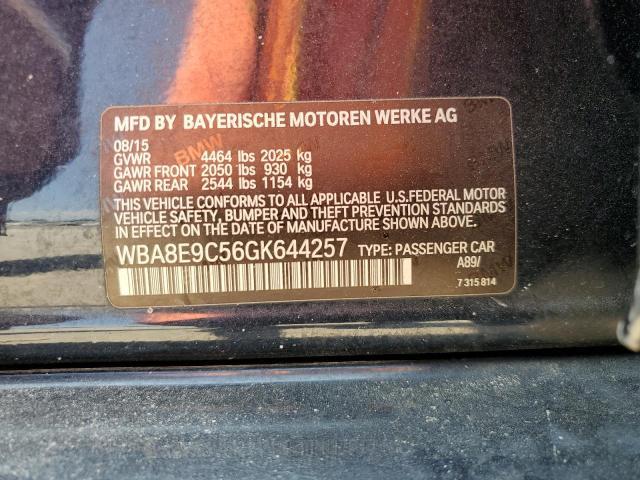 MFD BY BAYERISCHE MOTOREN WERKE AG
08/15
GVWR 4464 lbs 2025 kg
GAWR FRONT 2050 lbs 930 kg
GAWR REAR 2544 lbs 1154 kg
THIS VEHICLE CONFORMS TO ALL APPLICABLE U.S.FEDERAL MOTOR
VEHICLE SAFETY, BUMPER AND THEFT PREVENTION STANDARDS
IN EFFECT ON THE DATE OF MANUFACTURE SHOWN ABOVE.
WBA8E9C56GK644257 TYPE: PASSENGER CAR
A89/
7 315 814
BMW